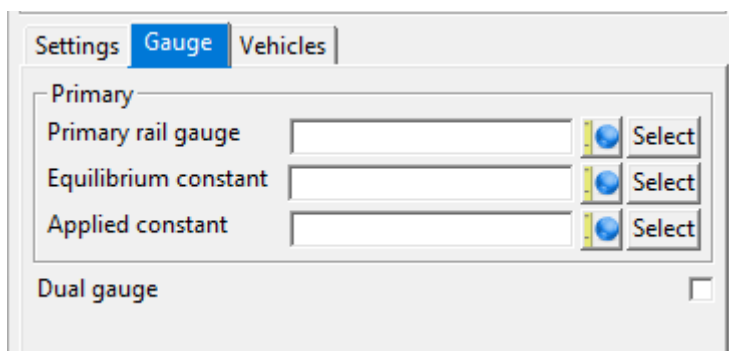 Settings Gauge Vehicles
Primary
Primary rail gauge Select
Equilibrium constant Select
Applied constant Select
Dual gauge